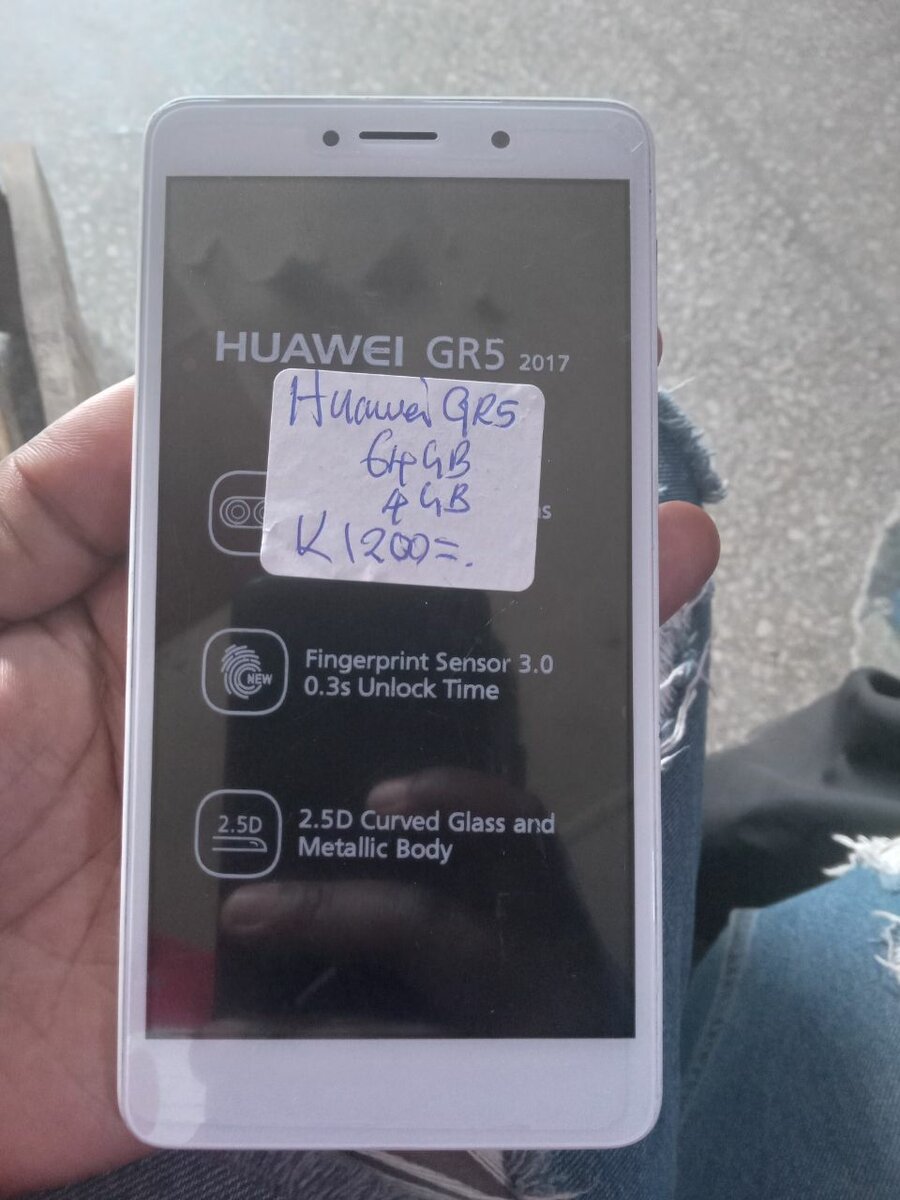 HUAWEI GR5 2017
Huawei GR5
64GB
4GB
K1200=.
NEW
Fingerprint Sensor 3.0
0.3s Unlock Time
2.5D
2.5D Curved Glass and
Metallic Body